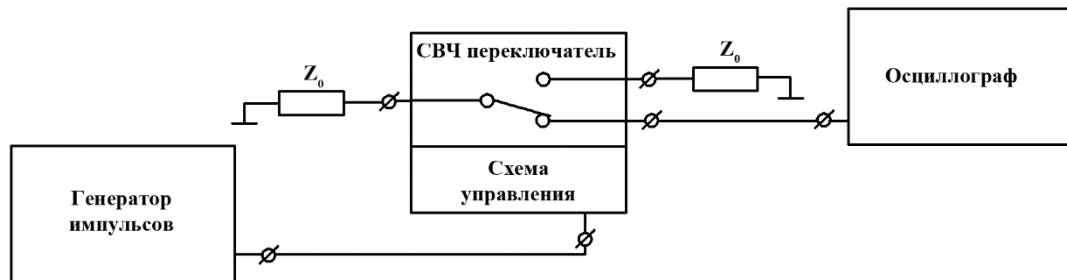 СВЧ переключатель
Z₀
Z₀
Осциллограф
Схема
управления
Генератор
импульсов